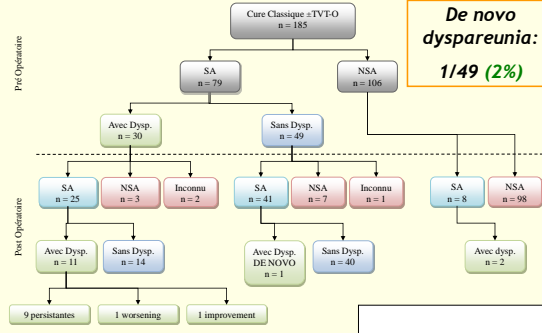 Cure Classique ±TVT-O
n = 185
De novo
dyspareunia:
1/49 (2%)
Pré Opératoire
SA
n = 79
NSA
n = 106
Avec Dysp.
n = 30
Sans Dysp.
n = 49
Post Opératoire
SA
n = 25
NSA
n = 3
Inconnu
n = 2
SA
n = 41
NSA
n = 7
Inconnu
n = 1
SA
n = 8
NSA
n = 98
Avec Dysp.
n = 11
Sans Dysp.
n = 14
Avec Dysp.
DE NOVO
n = 1
Sans Dysp.
n = 40
Avec dysp.
n = 2
9 persistantes
1 worsening
1 improvement